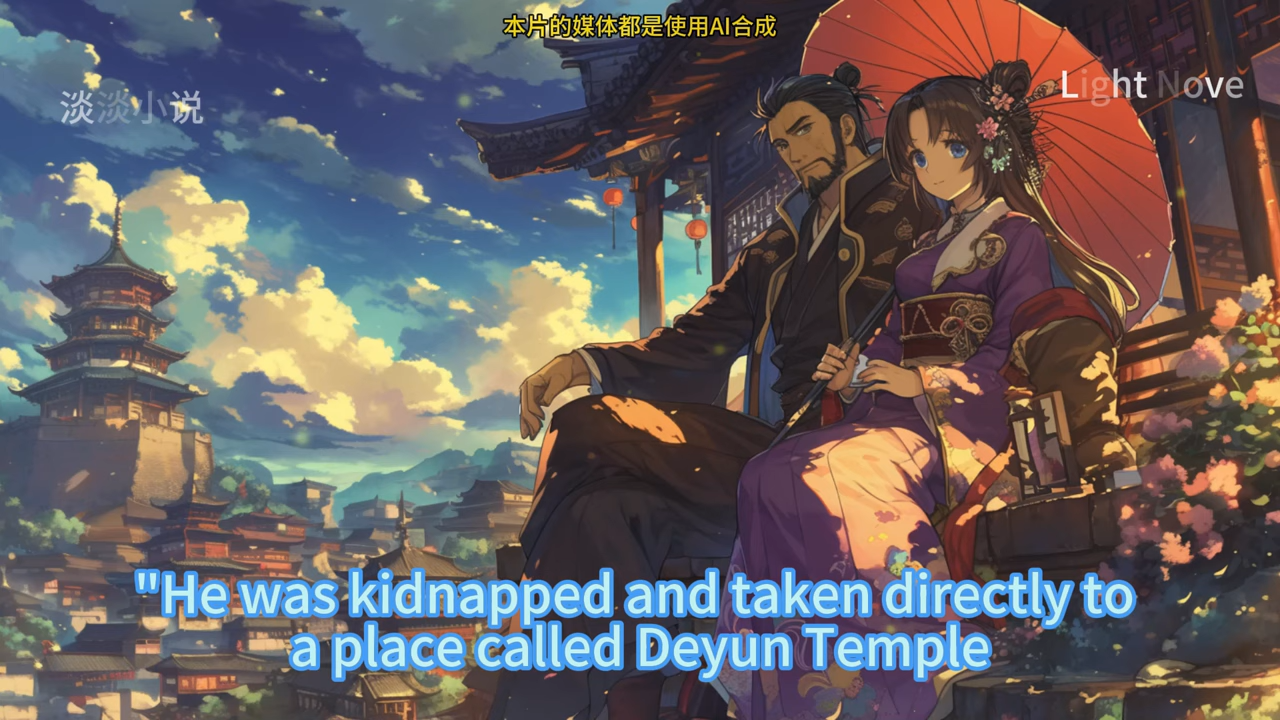 本片的媒体都是使用AI合成
淡淡小说
Light Nove
"He was kidnapped and taken directly to
a place called Deyun Temple